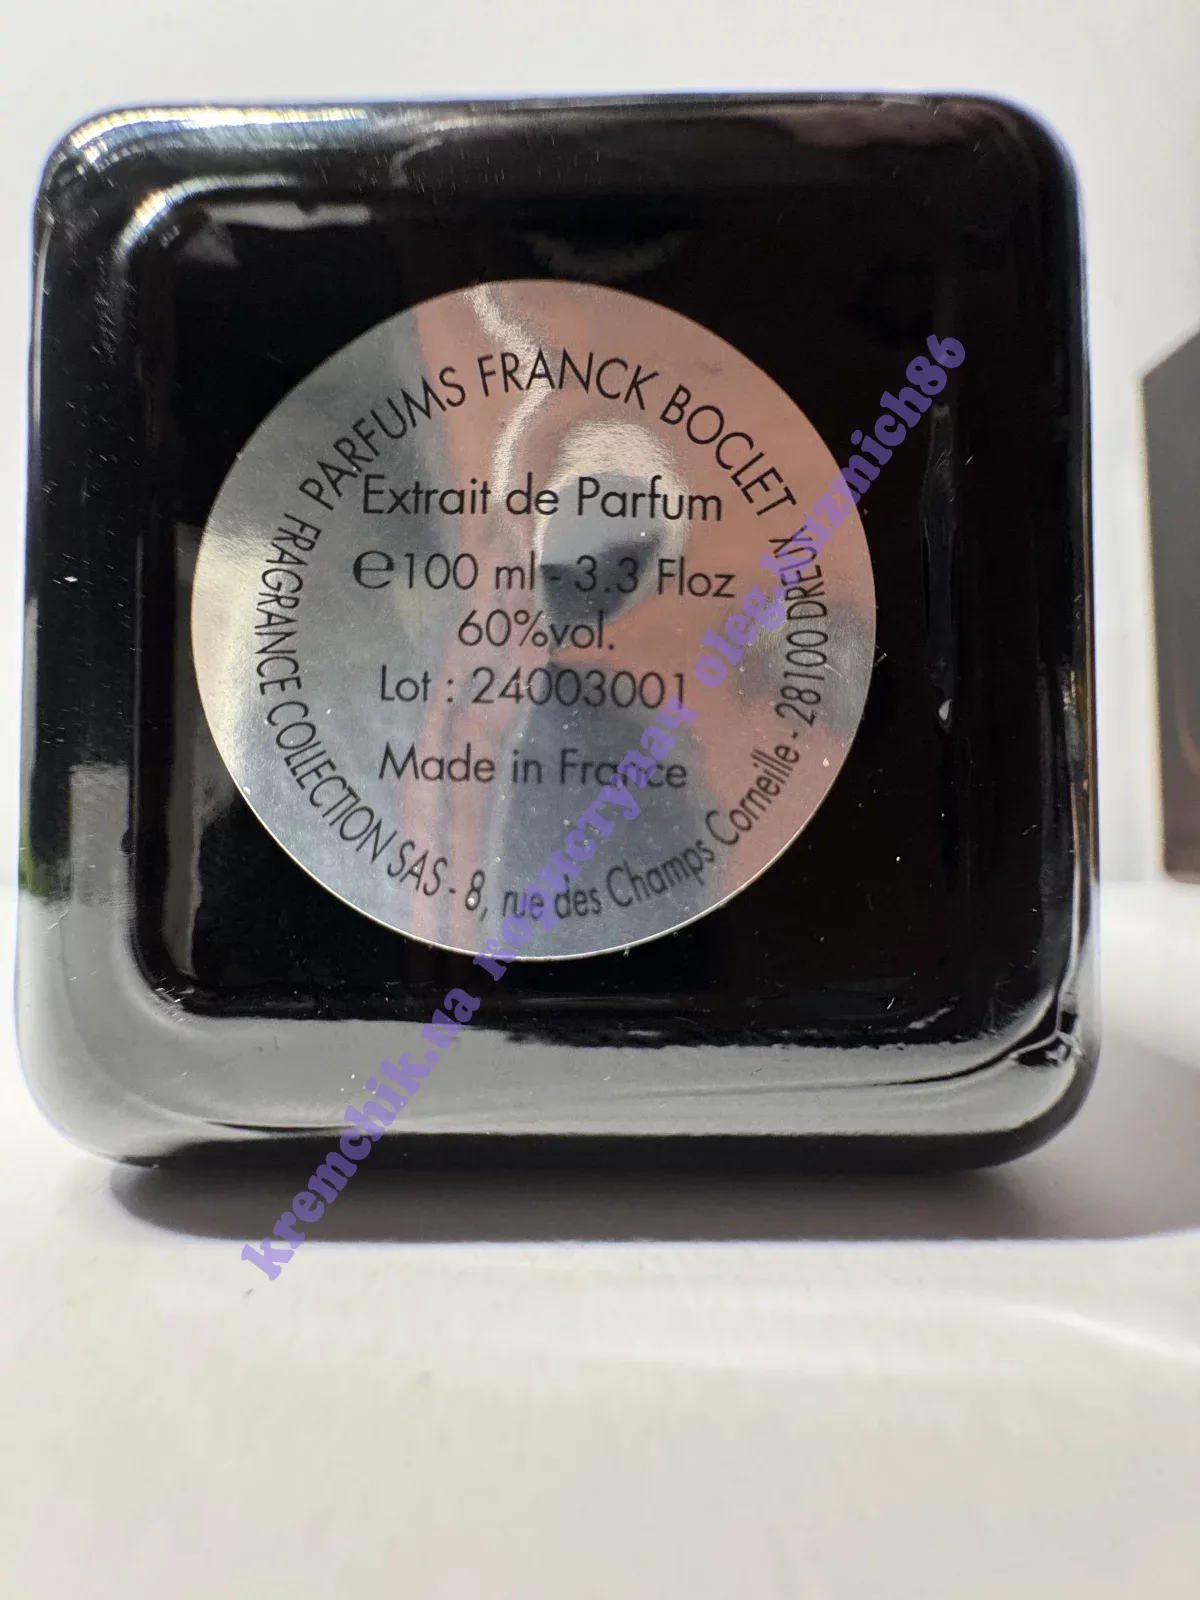 PARFUMS FRANCK BOCLET
Extrait de Parfum
℮100 ml - 3.3 Floz
60%vol.
Lot : 24003001
Made in France
FRAGRANCE COLLECTION SAS - 8, rue des Champs Corneille - 28100 DREUX
kremchik.ua користувач oleg.kuzmich86